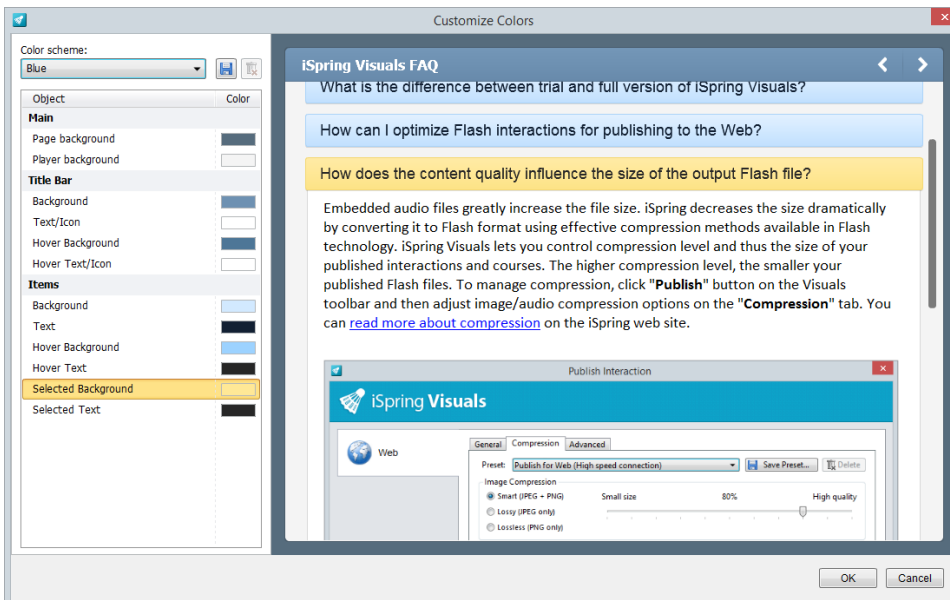 Customize Colors
Color scheme:
Blue
Object Color
Main
Page background
Player background
Title Bar
Background
Text/Icon
Hover Background
Hover Text/Icon
Items
Background
Text
Hover Background
Hover Text
Selected Background
Selected Text
iSpring Visuals FAQ
What is the difference between trial and full version of iSpring Visuals?
How can I optimize Flash interactions for publishing to the Web?
How does the content quality influence the size of the output Flash file?
Embedded audio files greatly increase the file size. iSpring decreases the size dramatically
by converting it to Flash format using effective compression methods available in Flash
technology. iSpring Visuals lets you control compression level and thus the size of your
published interactions and courses. The higher compression level, the smaller your
published Flash files. To manage compression, click "Publish" button on the Visuals
toolbar and then adjust image/audio compression options on the "Compression" tab. You
can read more about compression on the iSpring web site.
Publish Interaction
iSpring Visuals
Web
General Compression Advanced
Preset: Publish for Web (High speed connection) Save Preset... Delete
Image Compression
Smart (JPEG + PNG) Small size 80% High quality
Lossy (JPEG only)
Lossless (PNG only)
OK Cancel